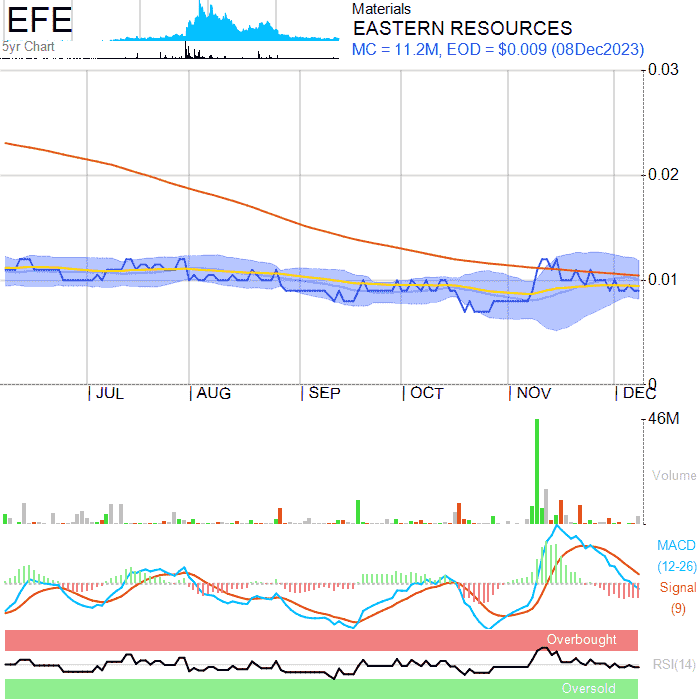 EFE
5yr Chart
Materials
EASTERN RESOURCES
MC = 11.2M, EOD = $0.009 (08Dec2023)
0.03
0.02
0.01
0
JUL AUG SEP OCT NOV DEC
46M
Volume
MACD
(12-26)
Signal
(9)
Overbought
RSI(14)
Oversold